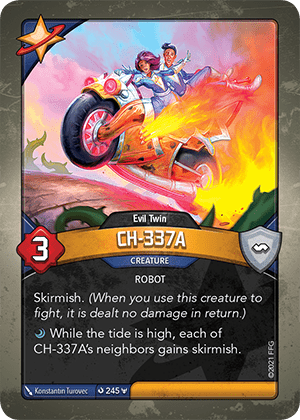 Evil Twin
CH-337A
CREATURE
3
ROBOT
Skirmish. (When you use this creature to
fight, it is dealt no damage in return.)
While the tide is high, each of
CH-337A's neighbors gains skirmish.
Konstantin Turovec
245
©2021 FFG